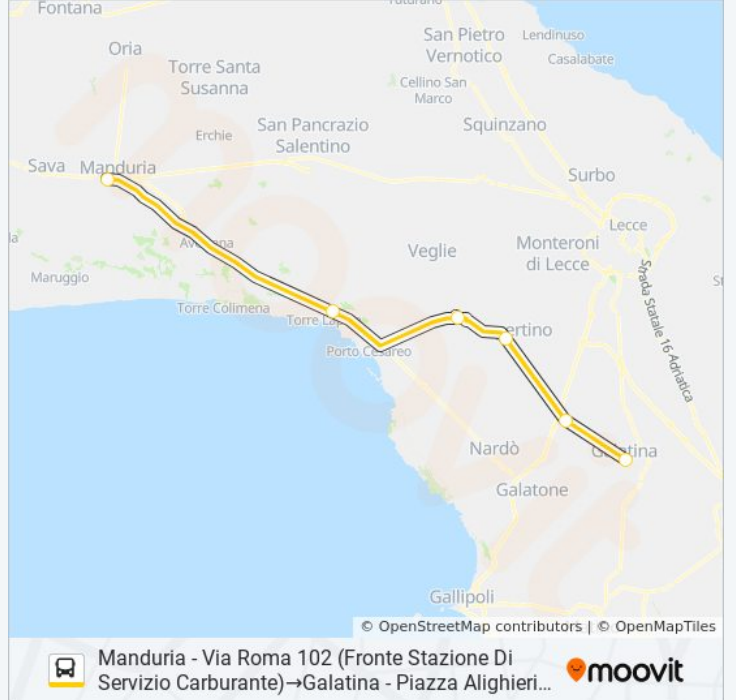 Fontana
Oria
San Pietro
Vernotico
Lendinuso
Casalabate
Torre Santa
Susanna
Cellino San
Marco
Erchie
San Pancrazio
Salentino
Squinzano
Sava
Manduria
Surbo
Lecce
Monteroni
di Lecce
Veglie
Maruggio
Strada Statale 16 Adriatica
Torre Colimena
Torre
Porto Cesareo
Nardò
Galatone
Gallipoli
© OpenStreetMap contributors | © OpenMapTiles
Manduria - Via Roma 102 (Fronte Stazione Di
Servizio Carburante)→Galatina - Piazza Alighieri…
moovit